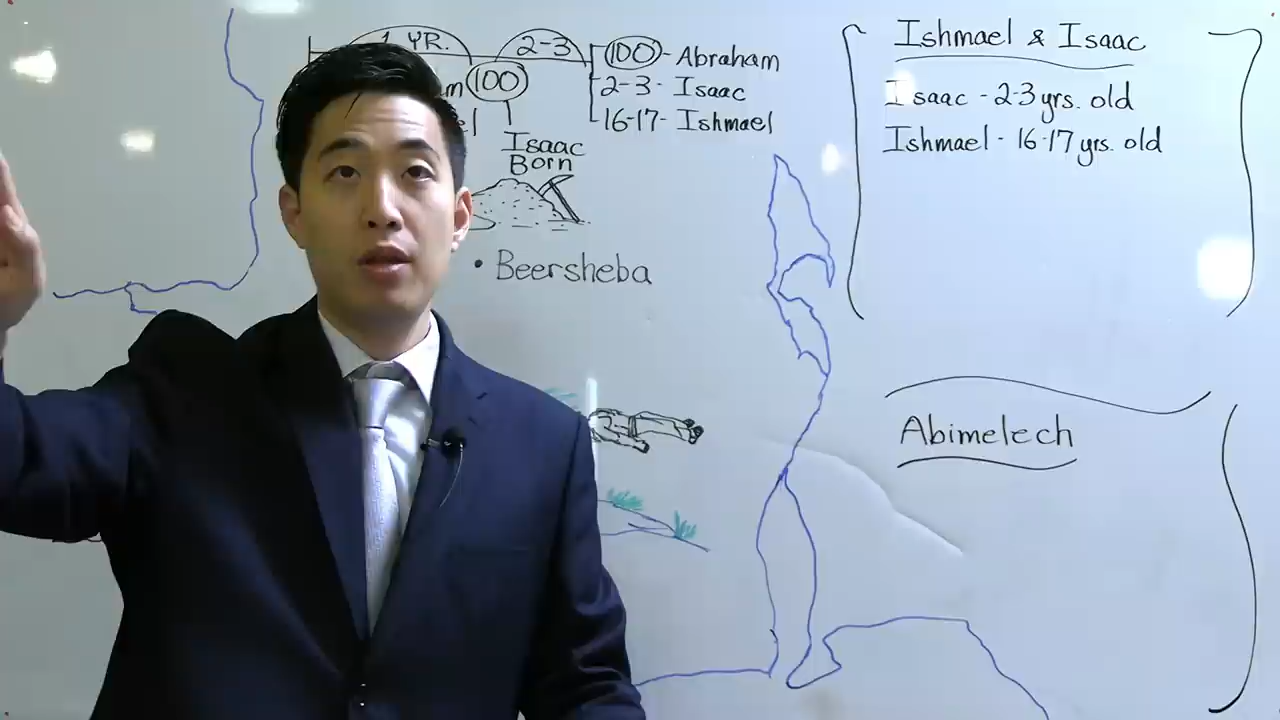 1 YR.
2-3
100 - Abraham
100
2-3 - Isaac
16-17 - Ishmael
Isaac
Born
• Beersheba
Ishmael & Isaac
Isaac - 2-3 yrs. old
Ishmael - 16-17 yrs. old
Abimelech